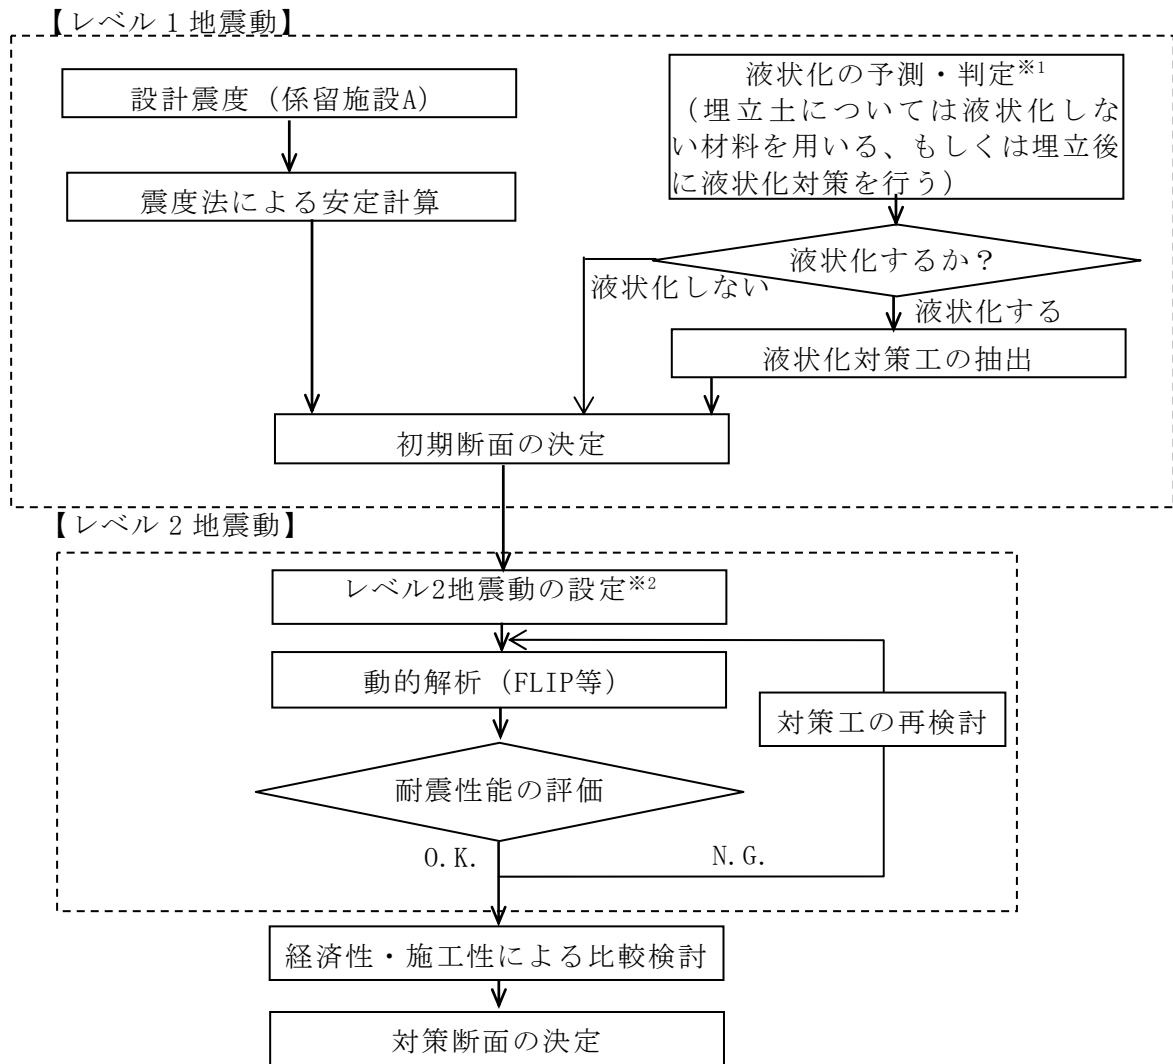 【レベル1地震動】
設計震度（係留施設A）
震度法による安定計算
液状化の予測・判定※1
（埋立土については液状化しな
い材料を用いる、もしくは埋立後
に液状化対策を行う）
液状化するか？
液状化しない
液状化する
液状化対策工の抽出
初期断面の決定
【レベル2地震動】
レベル2地震動の設定※2
動的解析（FLIP等）
対策工の再検討
耐震性能の評価
O.K.
N.G.
経済性・施工性による比較検討
対策断面の決定